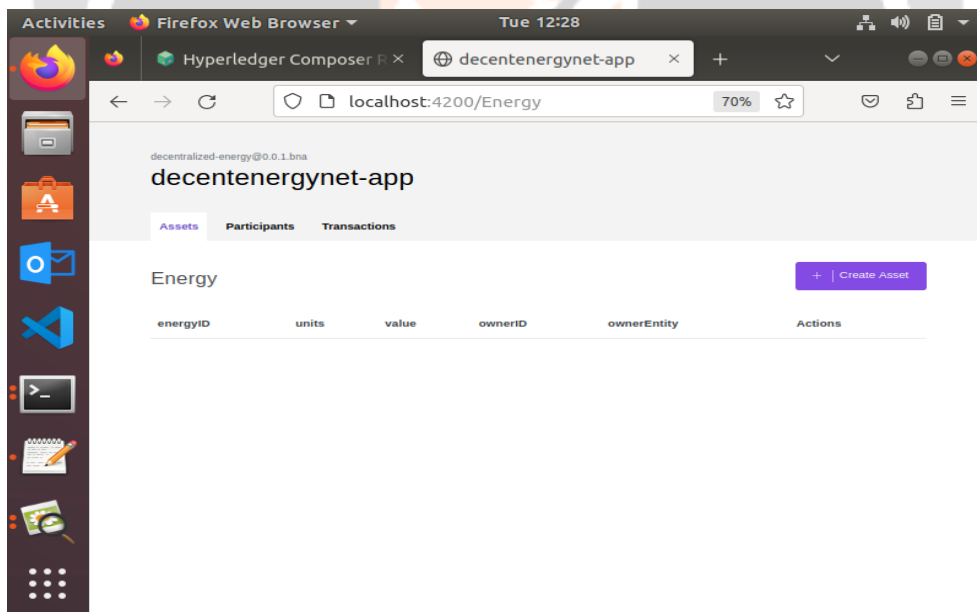 Activities Firefox Web Browser Tue 12:28
Hyperledger Composer R decentenergynet-app
localhost:4200/Energy 70%
decentralized-energy@0.0.1.bna
decentenergynet-app
Assets Participants Transactions
Energy + | Create Asset
energyID units value ownerID ownerEntity Actions